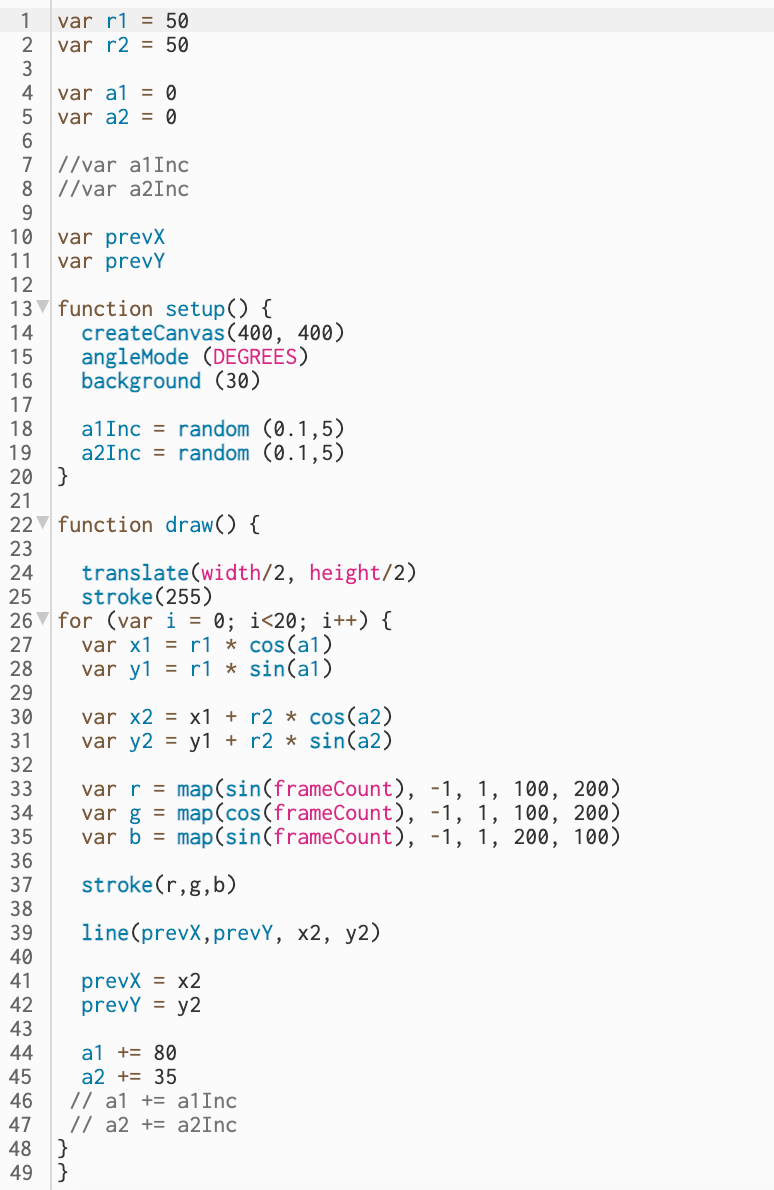 1 var r1 = 50
2 var r2 = 50
3
4 var a1 = 0
5 var a2 = 0
6
7 //var a1Inc
8 //var a2Inc
9
10 var prevX
11 var prevY
12
13 function setup() {
14   createCanvas(400, 400)
15   angleMode (DEGREES)
16   background (30)
17
18   a1Inc = random (0.1,5)
19   a2Inc = random (0.1,5)
20 }
21
22 function draw() {
23
24   translate(width/2, height/2)
25   stroke(255)
26 for (var i = 0; i<20; i++) {
27   var x1 = r1 * cos(a1)
28   var y1 = r1 * sin(a1)
29
30   var x2 = x1 + r2 * cos(a2)
31   var y2 = y1 + r2 * sin(a2)
32
33   var r = map(sin(frameCount), -1, 1, 100, 200)
34   var g = map(cos(frameCount), -1, 1, 100, 200)
35   var b = map(sin(frameCount), -1, 1, 200, 100)
36
37   stroke(r,g,b)
38
39   line(prevX,prevY, x2, y2)
40
41   prevX = x2
42   prevY = y2
43
44   a1 += 80
45   a2 += 35
46  // a1 += a1Inc
47  // a2 += a2Inc
48 }
49 }